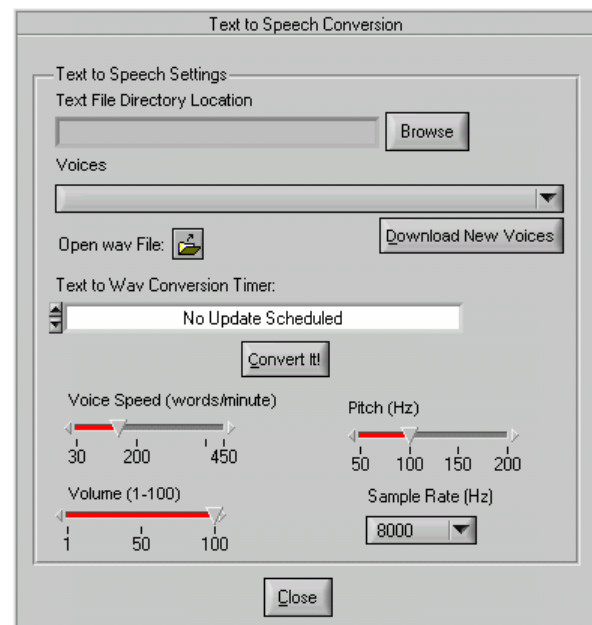 Text to Speech Conversion
Text to Speech Settings
Text File Directory Location
Browse
Voices
Download New Voices
Open wav File:
Text to Wav Conversion Timer:
No Update Scheduled
Convert It!
Voice Speed (words/minute)
30 200 450
Pitch (Hz)
50 100 150 200
Volume (1-100)
1 50 100
Sample Rate (Hz)
8000
Close